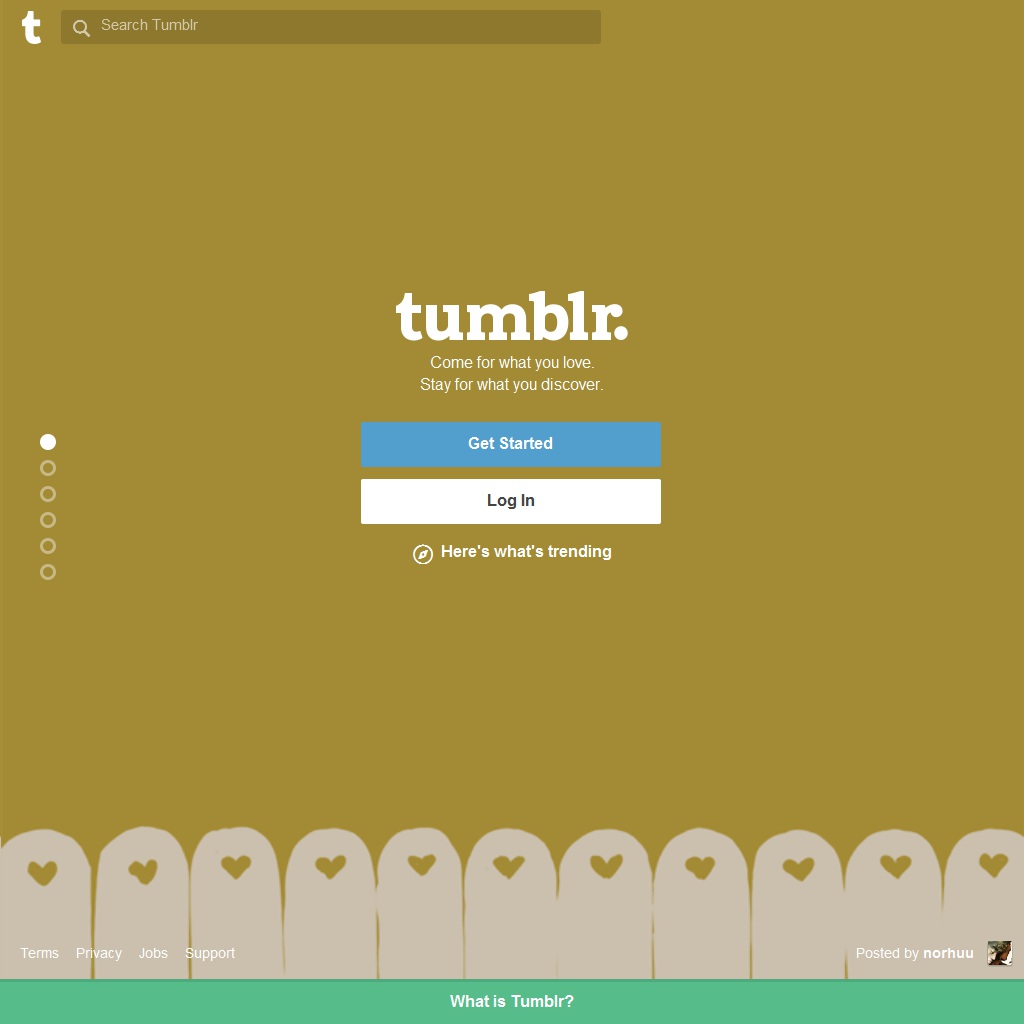 t
Search Tumblr
tumblr.
Come for what you love.
Stay for what you discover.
Get Started
Log In
Here's what's trending
Terms Privacy Jobs Support
Posted by norhuu
What is Tumblr?